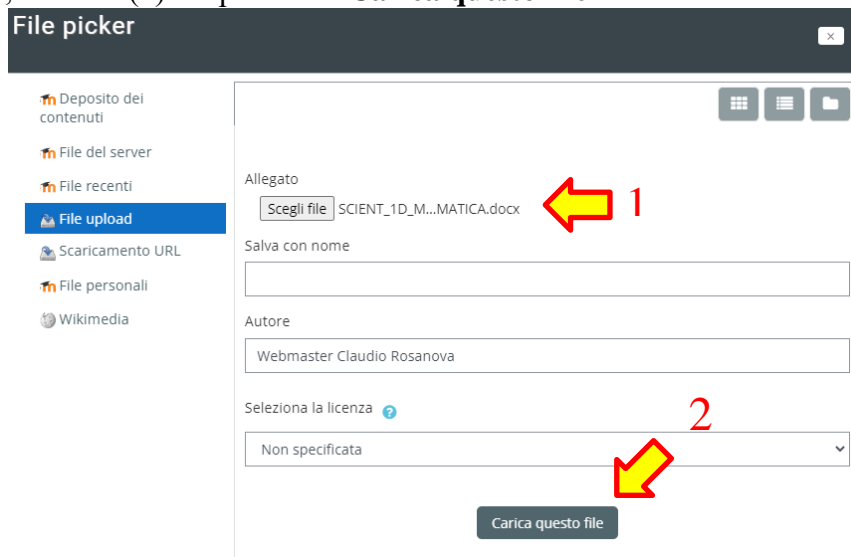 File picker
Deposito dei
contenuti
File del server
File recenti
File upload
Scaricamento URL
File personali
Wikimedia
Allegato
Scegli file SCIENT_1D_M...MATICA.docx
1
Salva con nome
Autore
Webmaster Claudio Rosanova
Seleziona la licenza ?
2
Non specificata
Carica questo file